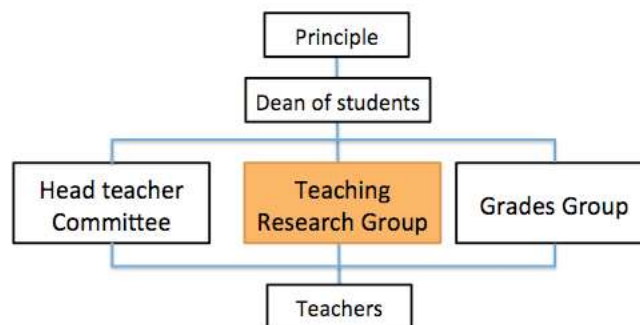 Principle
Dean of students
Head teacher
Committee
Teaching
Research Group
Grades Group
Teachers